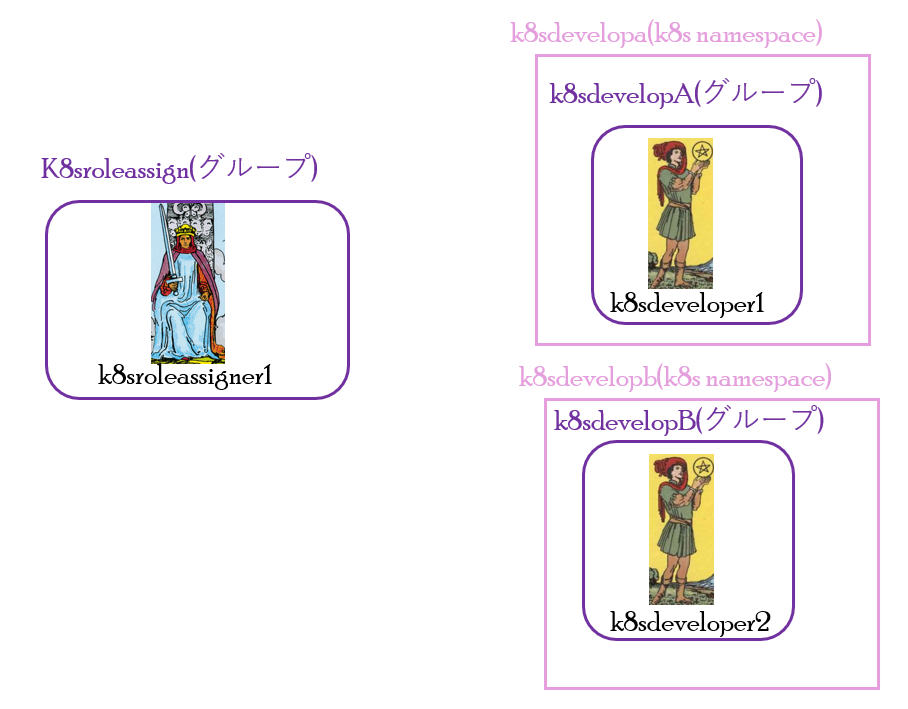 K8sroleassign(グループ)
k8sroleassigner1
k8sdevelopa(k8s namespace)
k8sdevelopA(グループ)
k8sdeveloper1
k8sdevelopb(k8s namespace)
k8sdevelopB(グループ)
k8sdeveloper2